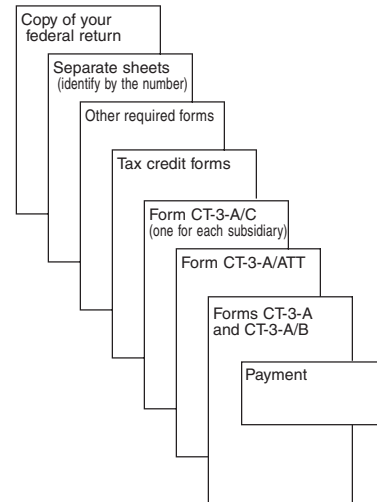 Copy of your
federal return
Separate sheets
(identify by the number)
Other required forms
Tax credit forms
Form CT-3-A/C
(one for each subsidiary)
Form CT-3-A/ATT
Forms CT-3-A
and CT-3-A/B
Payment